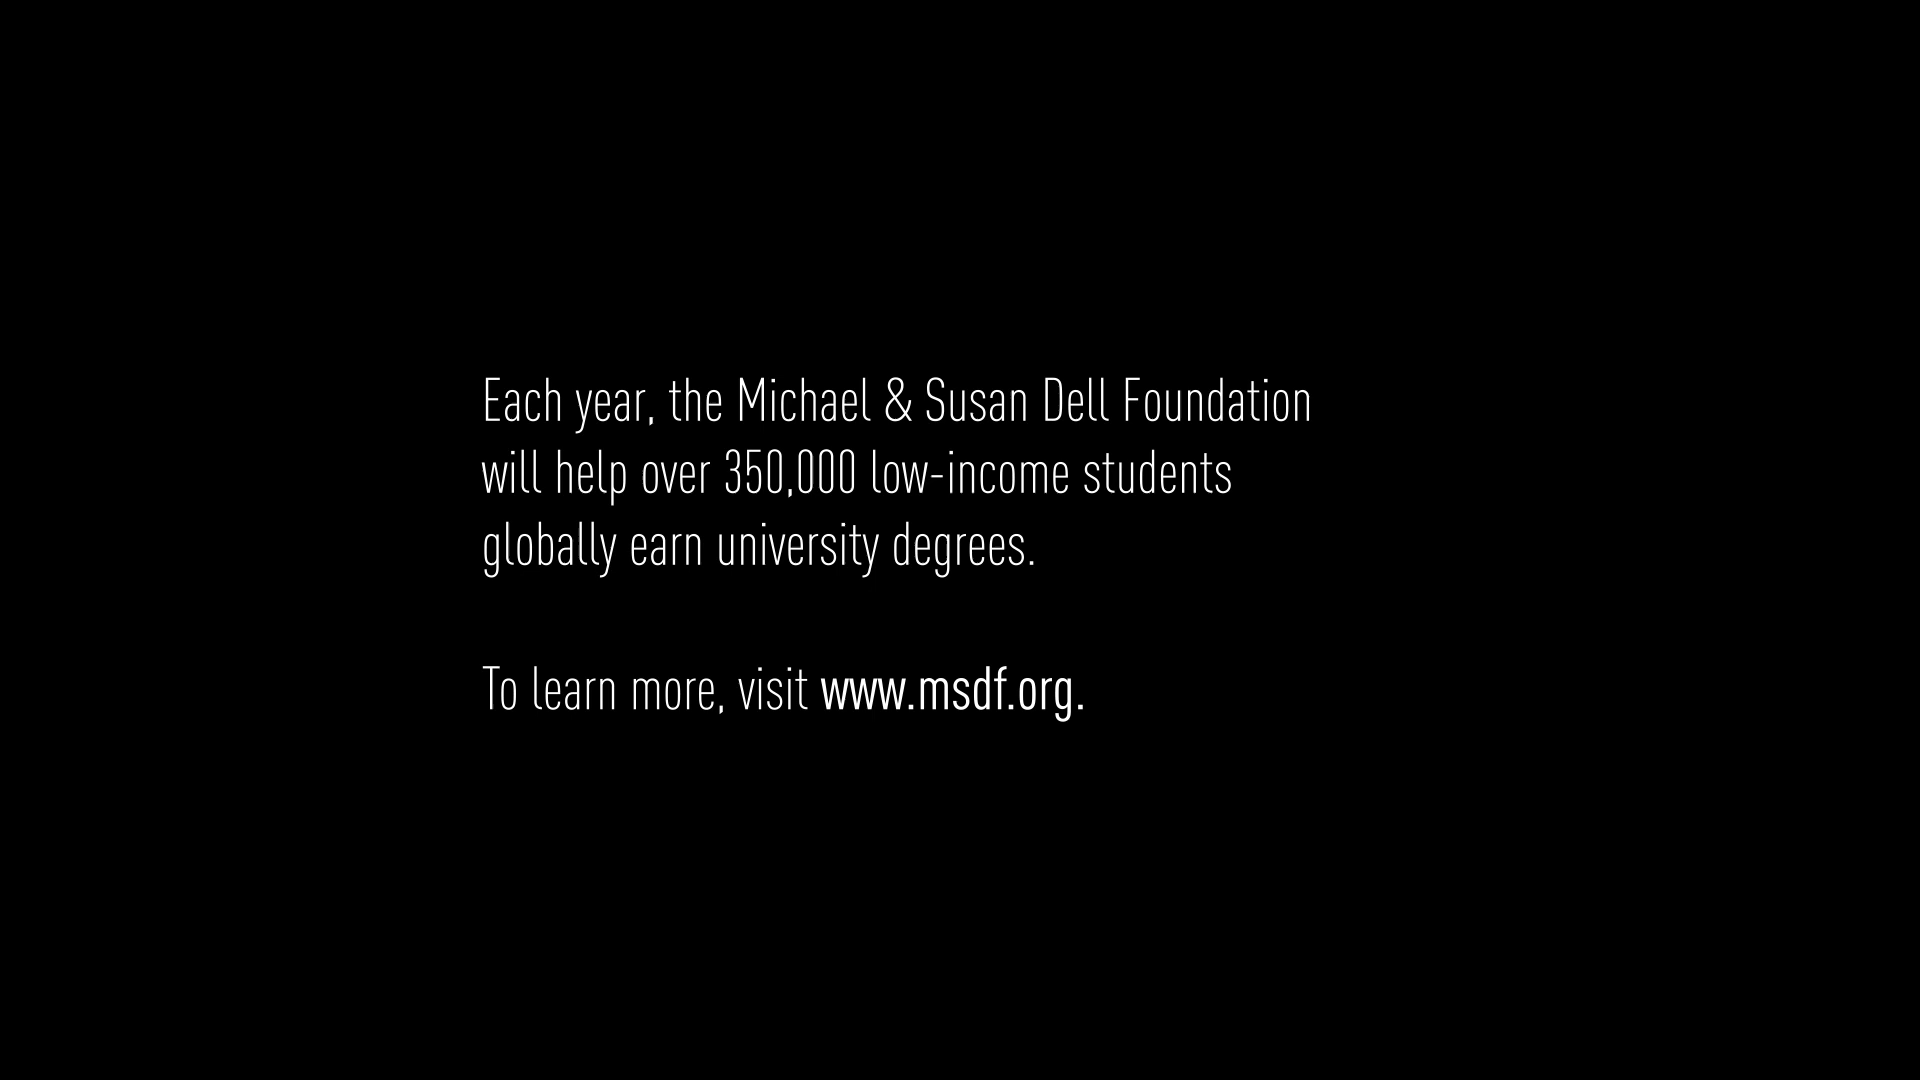 Each year, the Michael & Susan Dell Foundation
will help over 350,000 low-income students
globally earn university degrees.
To learn more, visit www.msdf.org.